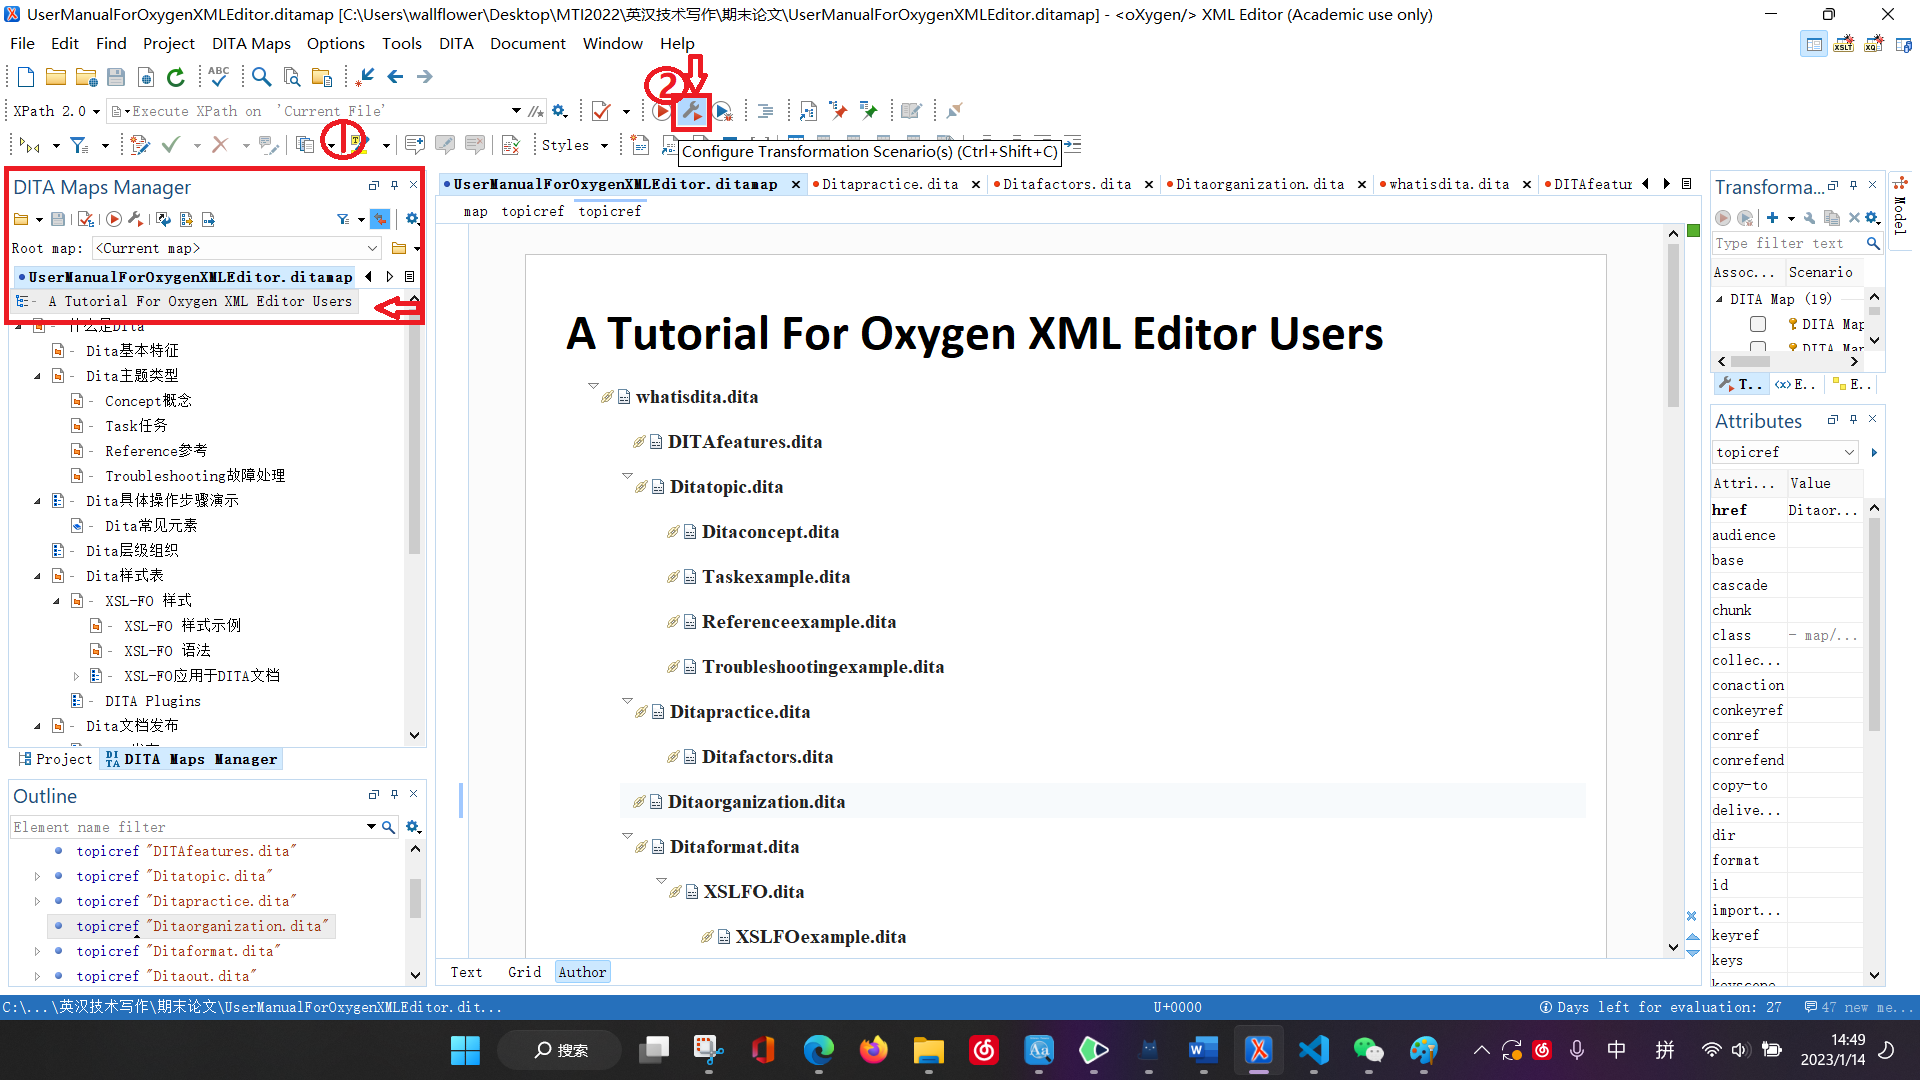 UserManualForOxygenXMLEditor.ditamap [C:\Users\wallflower\Desktop\MTI2022\英汉技术写作\期末论文\UserManualForOxygenXMLEditor.ditamap] - <oXygen/> XML Editor (Academic use only)
File Edit Find Project DITA Maps Options Tools DITA Document Window Help
XSLT XQ
ABC
XPath 2.0 Execute XPath on 'Current File'
②
①
Styles
Configure Transformation Scenario(s) (Ctrl+Shift+C)
DITA Maps Manager
Root map: <Current map>
UserManualForOxygenXMLEditor.ditamap
A Tutorial For Oxygen XML Editor Users
什么是Dita
Dita基本特征
Dita主题类型
Concept概念
Task任务
Reference参考
Troubleshooting故障处理
Dita具体操作步骤演示
Dita常见元素
Dita层级组织
Dita样式表
XSL-FO 样式
XSL-FO 样式示例
XSL-FO 语法
XSL-FO应用于DITA文档
DITA Plugins
Dita文档发布
Project DITA Maps Manager
Outline
Element name filter
topicref "DITAfeatures.dita"
topicref "Ditatopic.dita"
topicref "Ditapractice.dita"
topicref "Ditaorganization.dita"
topicref "Ditaformat.dita"
topicref "Ditaout.dita"
UserManualForOxygenXMLEditor.ditamap Ditapractice.dita Ditafactors.dita Ditaorganization.dita whatisdita.dita DITAfeatur
map topicref topicref
A Tutorial For Oxygen XML Editor Users
whatisdita.dita
DITAfeatures.dita
Ditatopic.dita
Ditaconcept.dita
Taskexample.dita
Referenceexample.dita
Troubleshootingexample.dita
Ditapractice.dita
Ditafactors.dita
Ditaorganization.dita
Ditaformat.dita
XSLFO.dita
XSLFOexample.dita
Text Grid Author
Transforma...
Model
Type filter text
Assoc... Scenario
DITA Map (19)
DITA Map
DITA Map
T.. E.. E..
Attributes
topicref
Attri... Value
href Ditaor...
audience
base
cascade
chunk
class - map/...
collec...
conaction
conkeyref
conref
conrefend
copy-to
delive...
dir
format
id
import...
keyref
keys
keyscope
C:\...\英汉技术写作\期末论文\UserManualForOxygenXMLEditor.dit... U+0000 Days left for evaluation: 27 47 new me...
搜索 中 拼 14:49
2023/1/14